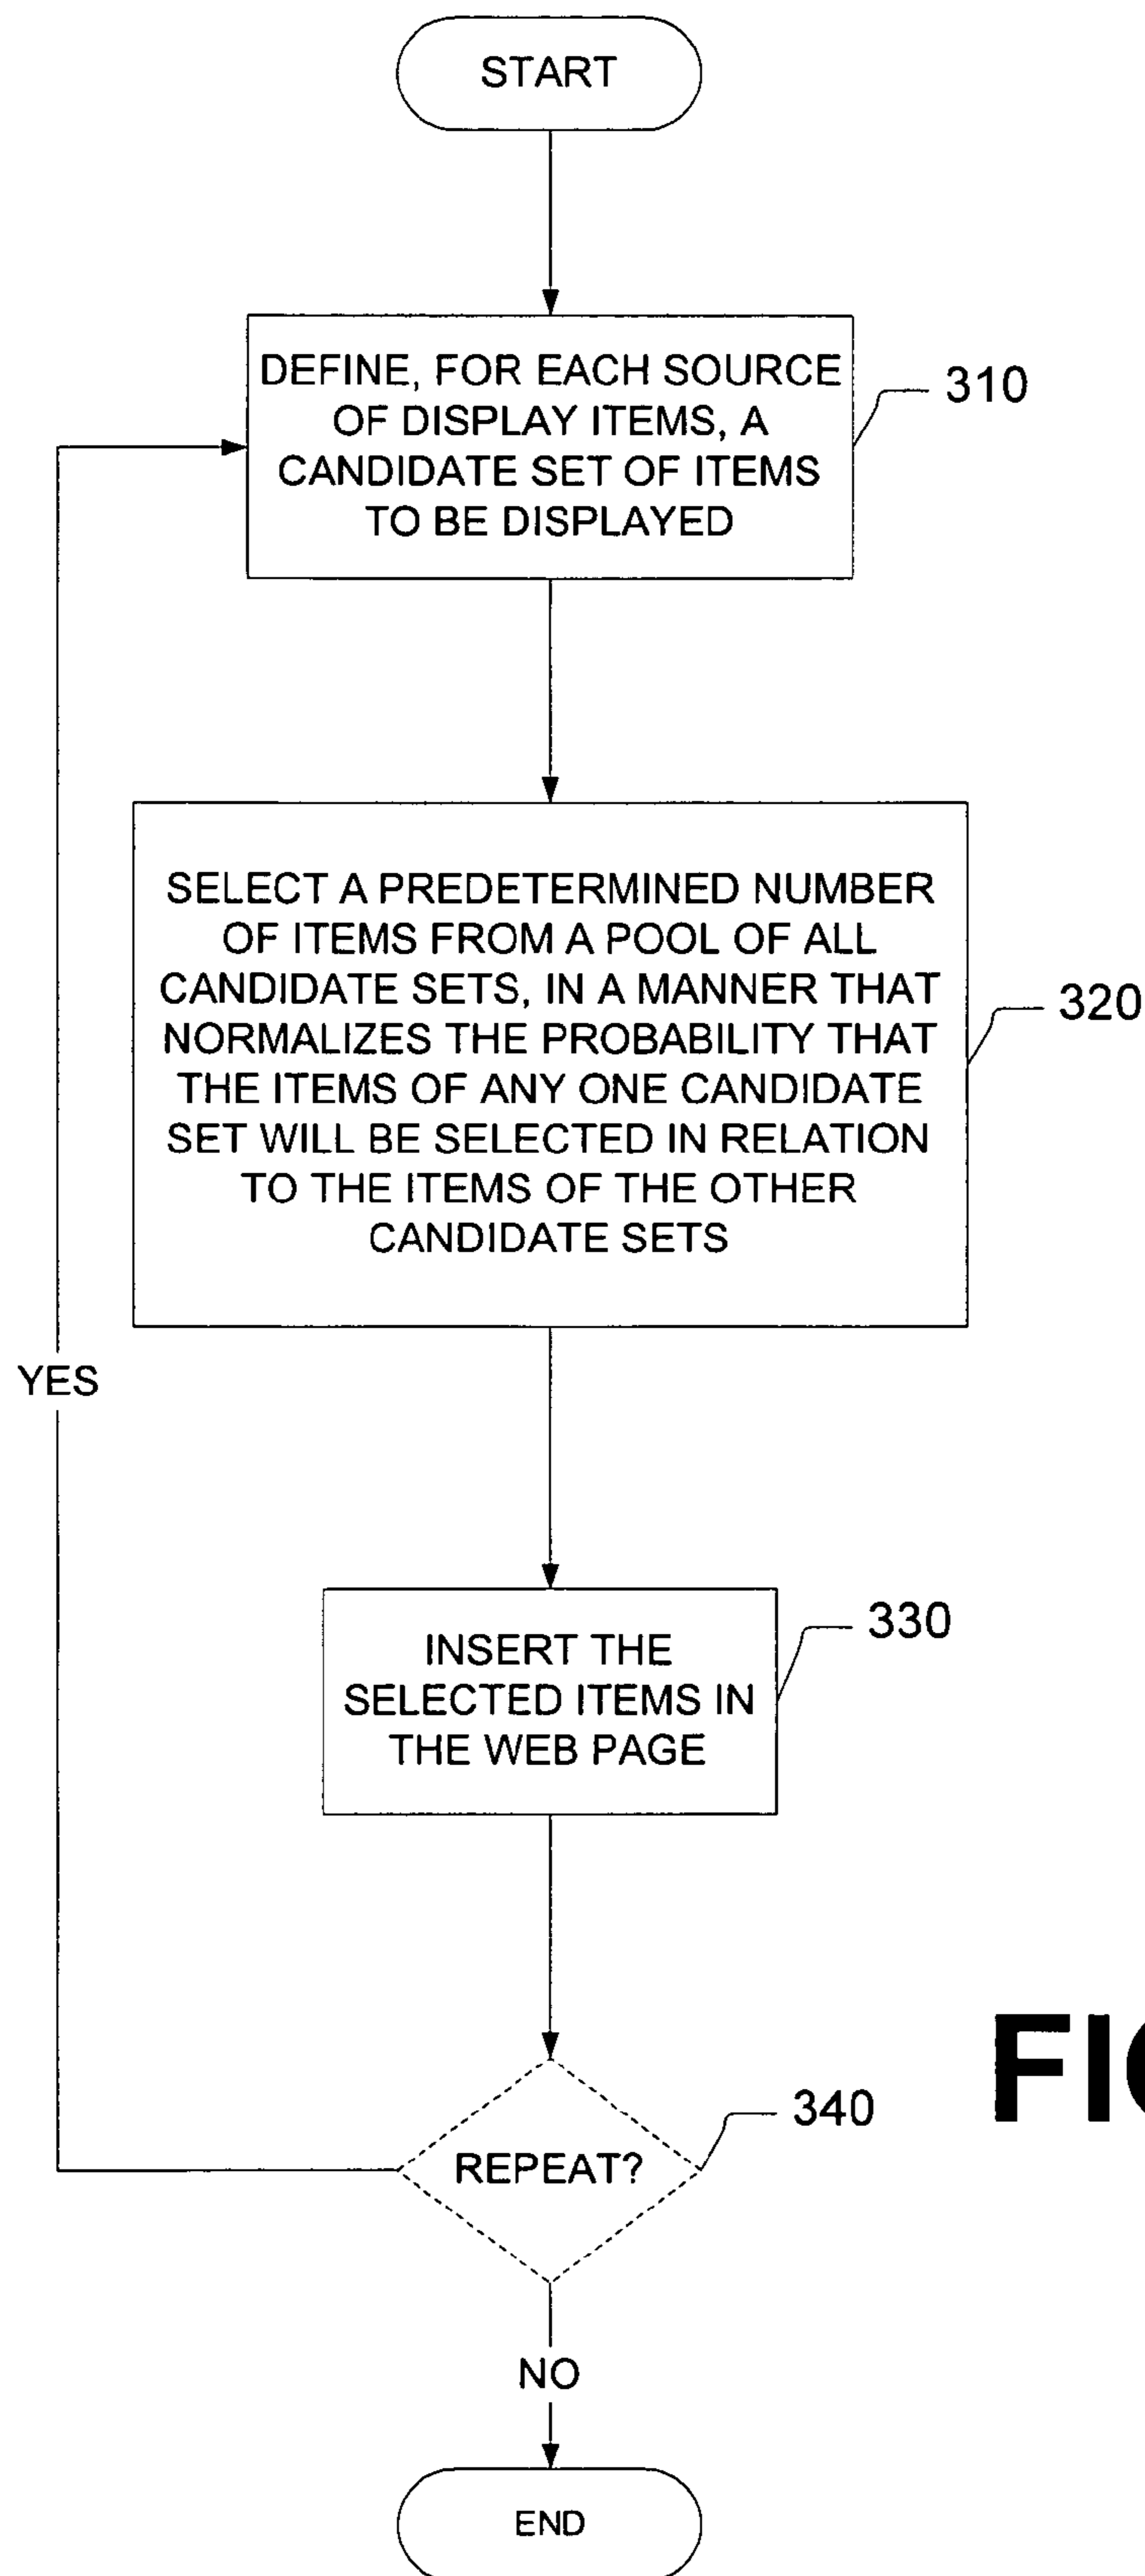 START
DEFINE, FOR EACH SOURCE
OF DISPLAY ITEMS, A
CANDIDATE SET OF ITEMS
TO BE DISPLAYED
310
SELECT A PREDETERMINED NUMBER
OF ITEMS FROM A POOL OF ALL
CANDIDATE SETS, IN A MANNER THAT
NORMALIZES THE PROBABILITY THAT
THE ITEMS OF ANY ONE CANDIDATE
SET WILL BE SELECTED IN RELATION
TO THE ITEMS OF THE OTHER
CANDIDATE SETS
320
YES
INSERT THE
SELECTED ITEMS IN
THE WEB PAGE
330
REPEAT?
340
NO
END